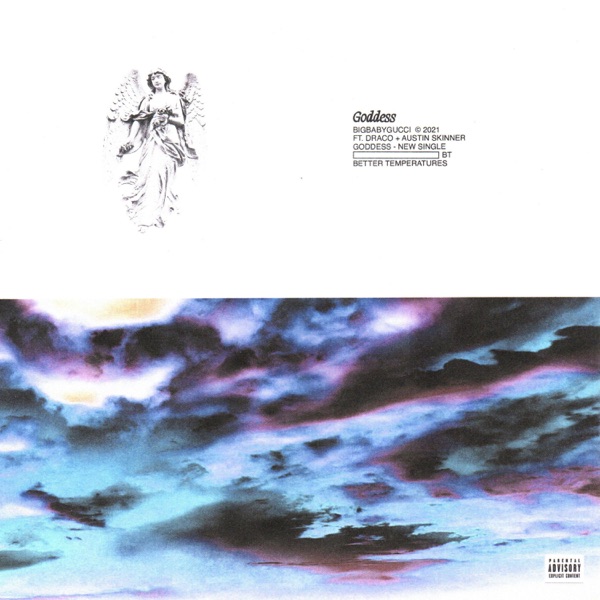 Goddess
BIGBABYGUCCI © 2021
FT. DRACO + AUSTIN SKINNER
GODDESS - NEW SINGLE
BT
BETTER TEMPERATURES
PARENTAL
ADVISORY
EXPLICIT CONTENT